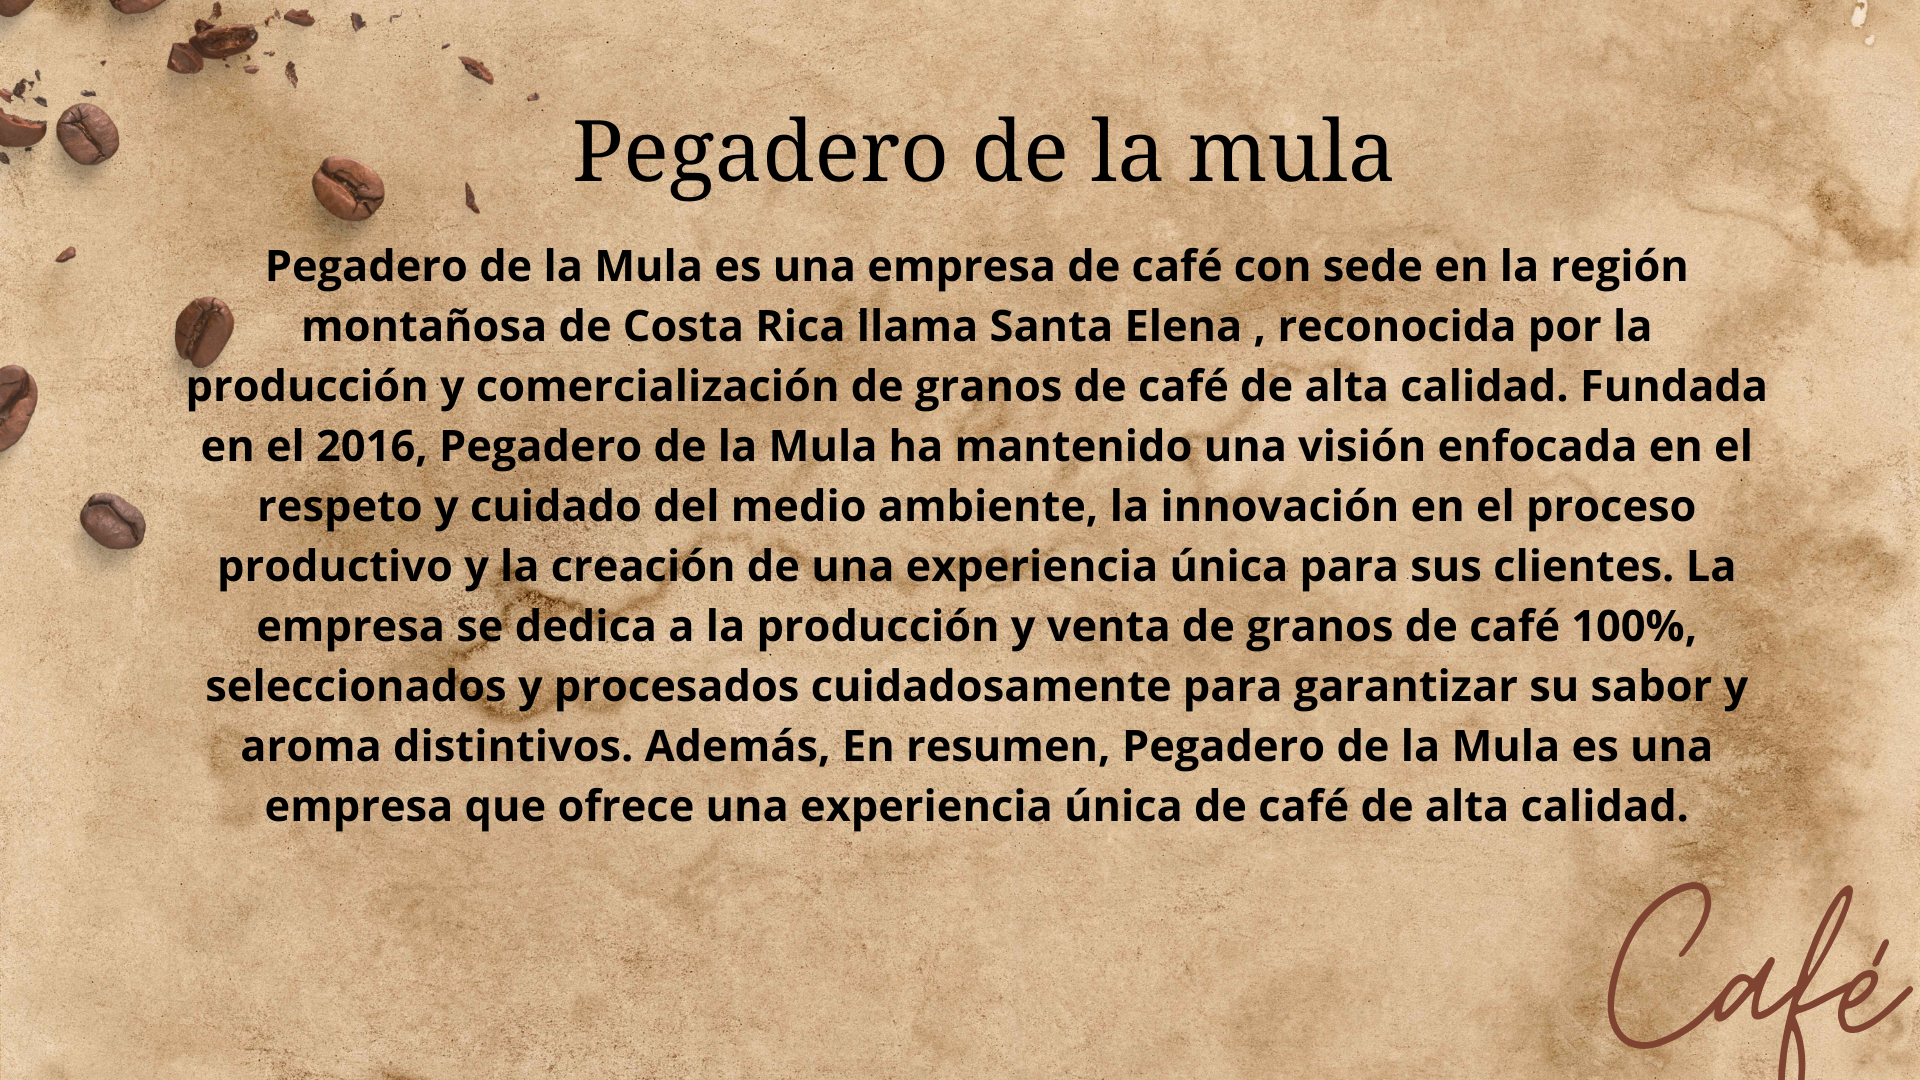 Pegadero de la mula
Pegadero de la Mula es una empresa de café con sede en la región
montañosa de Costa Rica llama Santa Elena , reconocida por la
producción y comercialización de granos de café de alta calidad. Fundada
en el 2016, Pegadero de la Mula ha mantenido una visión enfocada en el
respeto y cuidado del medio ambiente, la innovación en el proceso
productivo y la creación de una experiencia única para sus clientes. La
empresa se dedica a la producción y venta de granos de café 100%,
seleccionados y procesados cuidadosamente para garantizar su sabor y
aroma distintivos. Además, En resumen, Pegadero de la Mula es una
empresa que ofrece una experiencia única de café de alta calidad.
Café